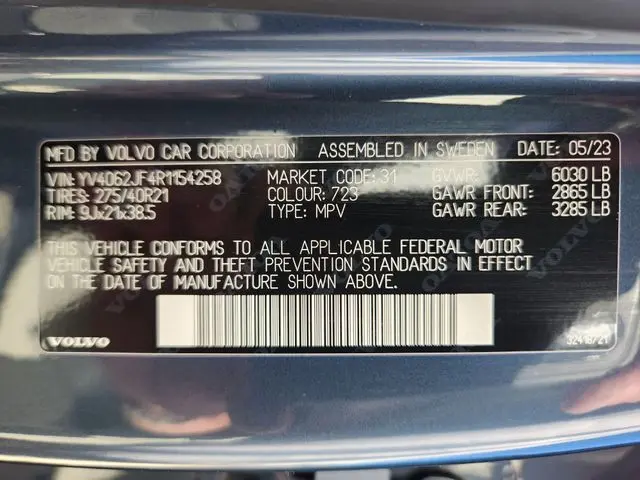 MFD BY VOLVO CAR CORPORATION ASSEMBLED IN SWEDEN DATE: 05/23
VIN: YV4062JF4R1154258 MARKET CODE: 31 GVWR: 6030 LB
TIRES: 275/40R21 COLOUR: 723 GAWR FRONT: 2865 LB
RIM: 9Jx21x38.5 TYPE: MPV GAWR REAR: 3285 LB
THIS VEHICLE CONFORMS TO ALL APPLICABLE FEDERAL MOTOR
VEHICLE SAFETY AND THEFT PREVENTION STANDARDS IN EFFECT
ON THE DATE OF MANUFACTURE SHOWN ABOVE.
VOLVO 32418721